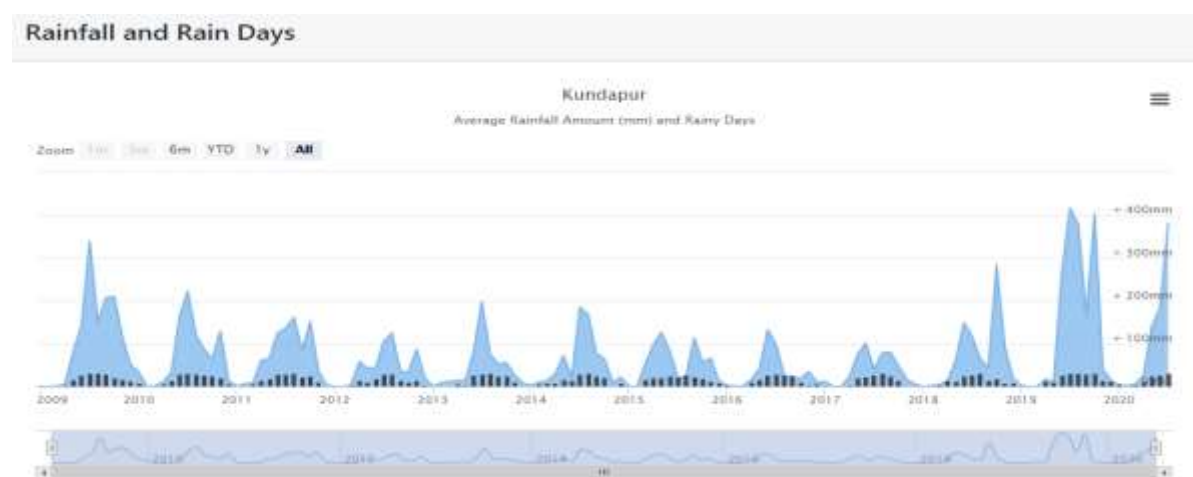 Rainfall and Rain Days
Kundapur
Average Rainfall Amount (mm) and Rainy Days
Zoom 6m YTD 1y All
400mm
300mm
200mm
100mm
2009 2010 2011 2012 2013 2014 2015 2016 2017 2018 2019 2020